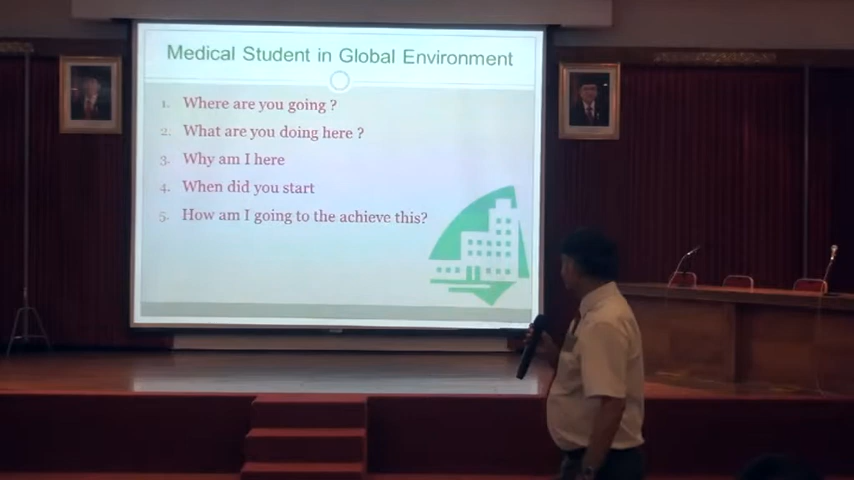 Medical Student in Global Environment
1. Where are you going ?
2. What are you doing here ?
3. Why am I here
4. When did you start
5. How am I going to the achieve this?